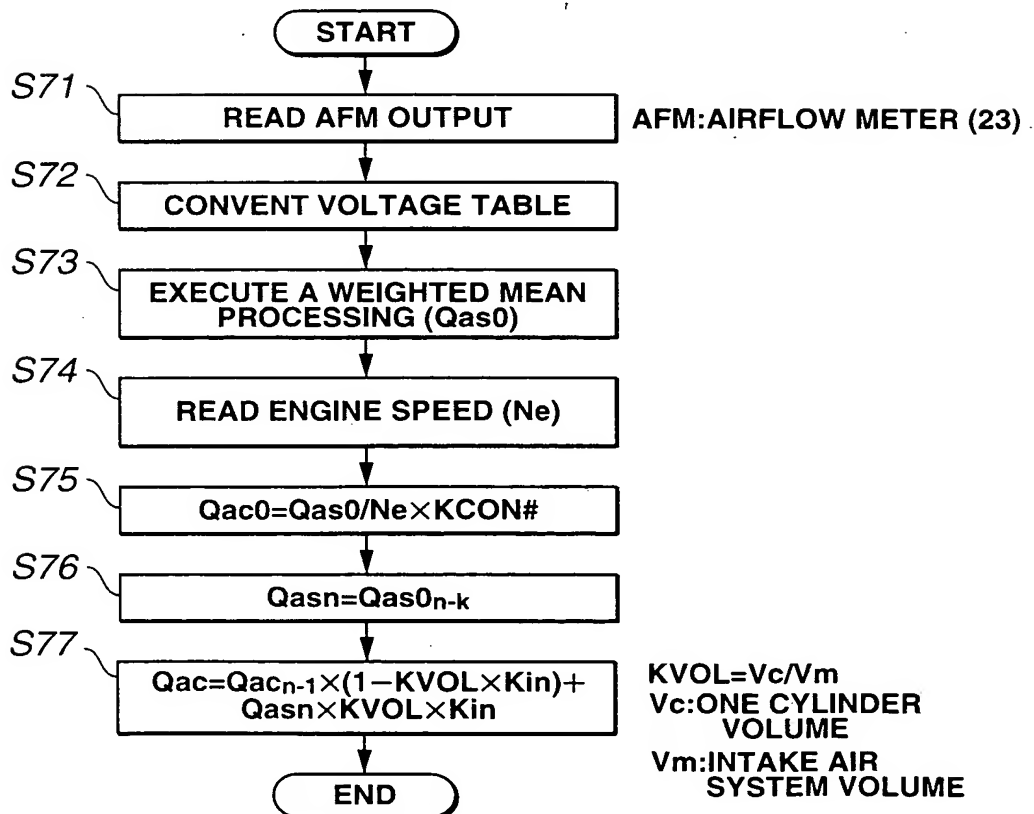 START
S71
READ AFM OUTPUT
AFM:AIRFLOW METER (23)
S72
CONVENT VOLTAGE TABLE
S73
EXECUTE A WEIGHTED MEAN
PROCESSING (Qas0)
S74
READ ENGINE SPEED (Ne)
S75
Qac0=Qas0/Ne×KCON#
S76
Qasn=Qas0n-k
S77
Qac=Qacn-1×(1−KVOL×Kin)+
Qasn×KVOL×Kin
KVOL=Vc/Vm
Vc:ONE CYLINDER
VOLUME
Vm:INTAKE AIR
SYSTEM VOLUME
END